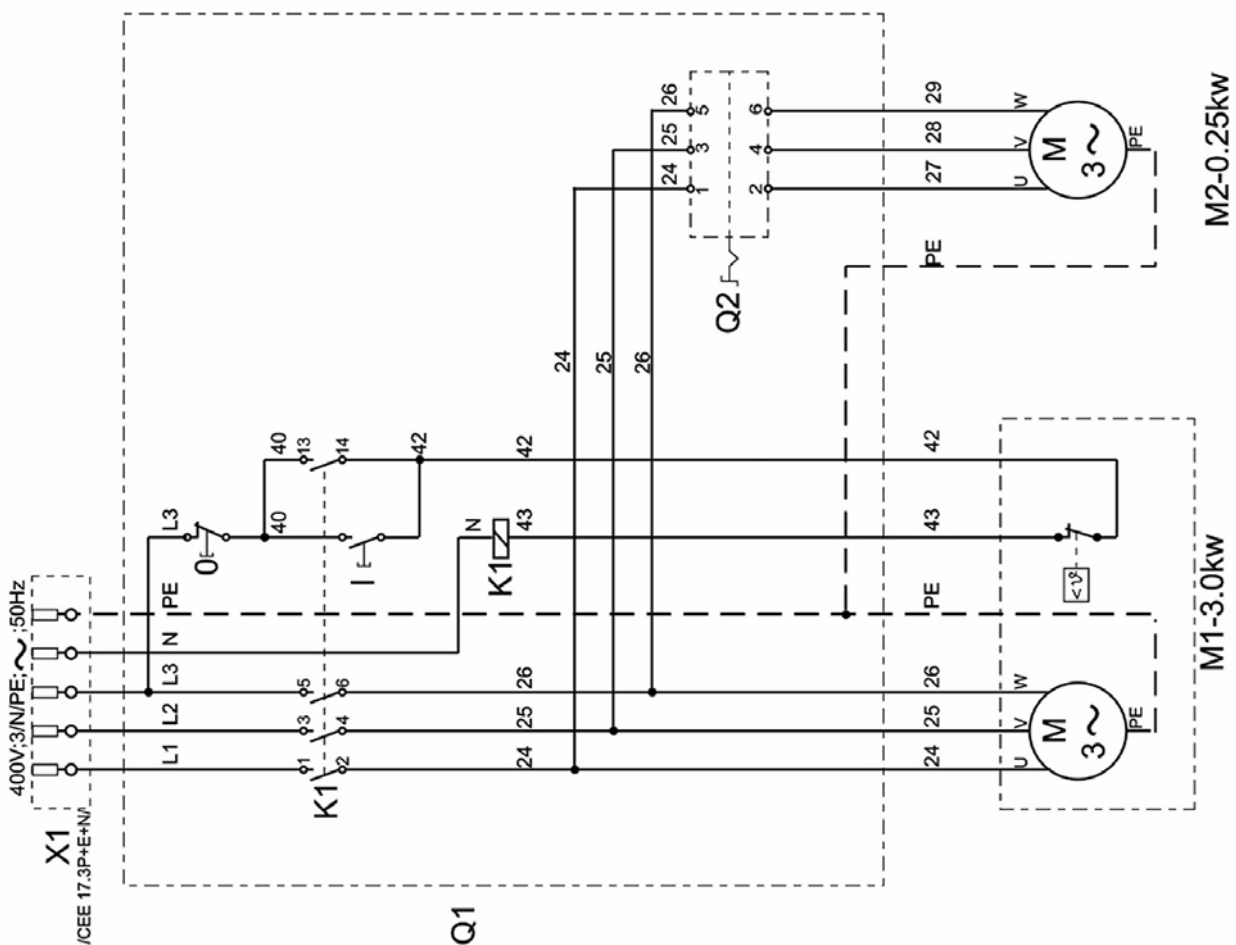 400V;3/N/PE;~;50Hz
X1
/CEE 17.3P+E+N/
L1
L2
L3
N
PE
L3
0
40
40
13
14
I
42
K1
1
3
5
2
4
6
N
K1
43
42
24
25
26
24
25
26
24
25
26
1
3
5
Q2
2
4
6
27
28
29
PE
Q1
24
25
26
PE
43
42
U
V
W
M
3~
PE
<ϑ
M1-3.0kw
U
V
W
M
3~
PE
M2-0.25kw